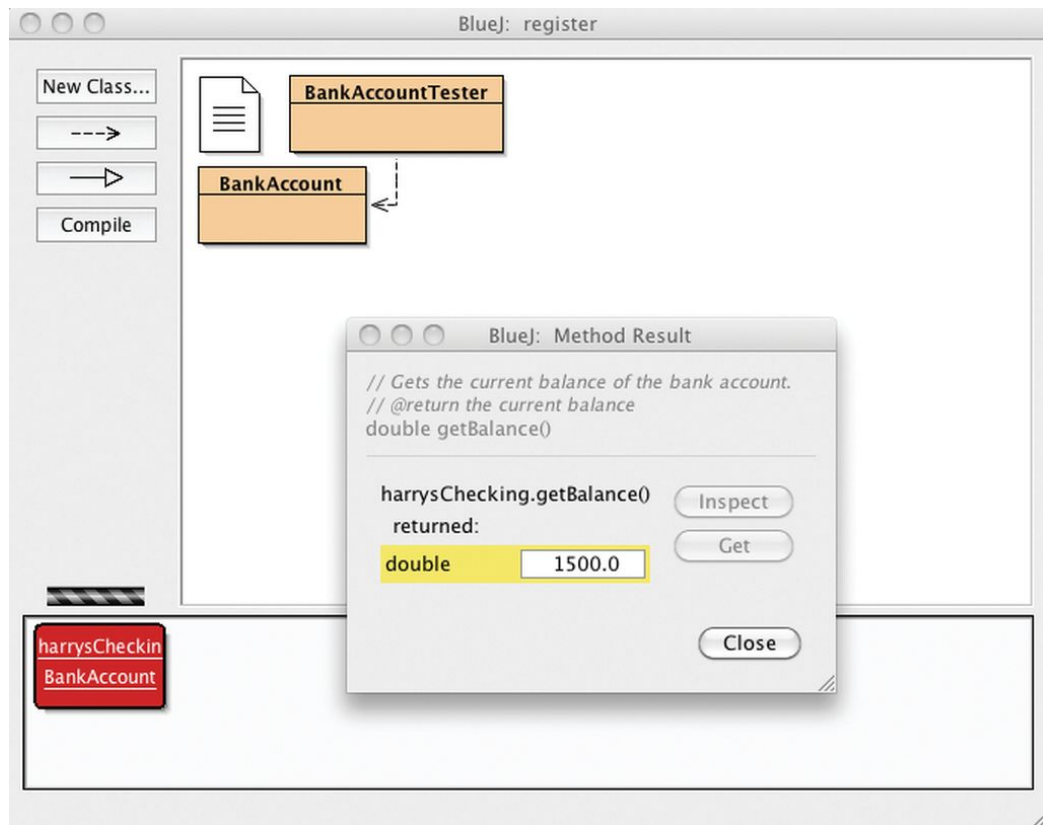 BlueJ: register
New Class...
Compile
BankAccountTester
BankAccount
BlueJ: Method Result
// Gets the current balance of the bank account.
// @return the current balance
double getBalance()
harrysChecking.getBalance()
returned:
double 1500.0
Inspect
Get
Close
harrysCheckin
BankAccount